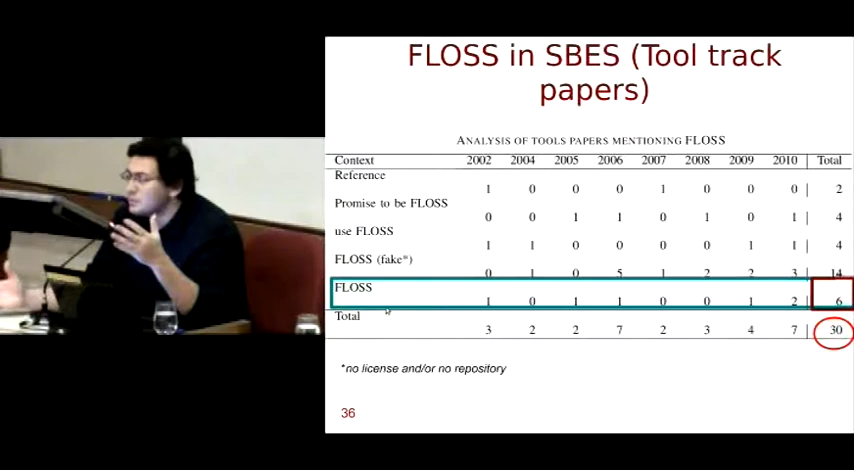 FLOSS in SBES (Tool track
papers)
ANALYSIS OF TOOLS PAPERS MENTIONING FLOSS
Context 2002 2004 2005 2006 2007 2008 2009 2010 Total
Reference
1 0 0 0 1 0 0 0 2
Promise to be FLOSS
0 0 1 1 0 1 0 1 4
use FLOSS
1 1 0 0 0 0 1 1 4
FLOSS (fake*)
0 1 0 5 1 2 2 3 14
FLOSS
1 0 1 1 0 0 1 2 6
Total
3 2 2 7 2 3 4 7 30
*no license and/or no repository
36